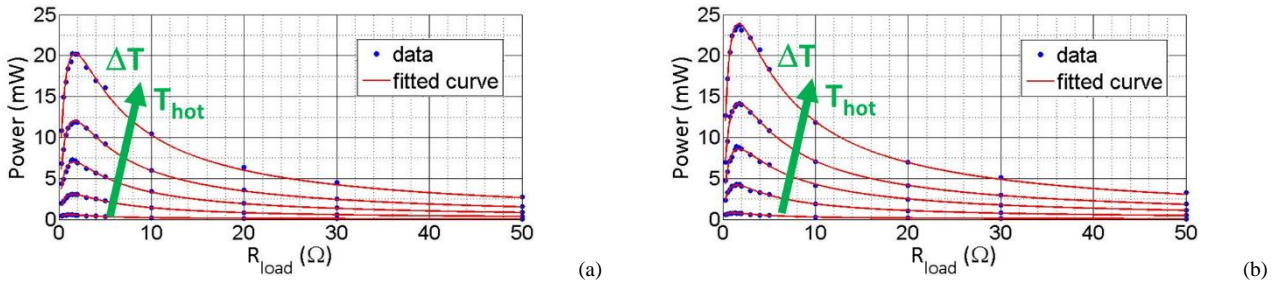 25
20
15
10
5
0
Power (mW)
ΔT
T_hot
data
fitted curve
0 10 20 30 40 50
R_load (Ω)
(a)
25
20
15
10
5
0
Power (mW)
ΔT
T_hot
data
fitted curve
0 10 20 30 40 50
R_load (Ω)
(b)